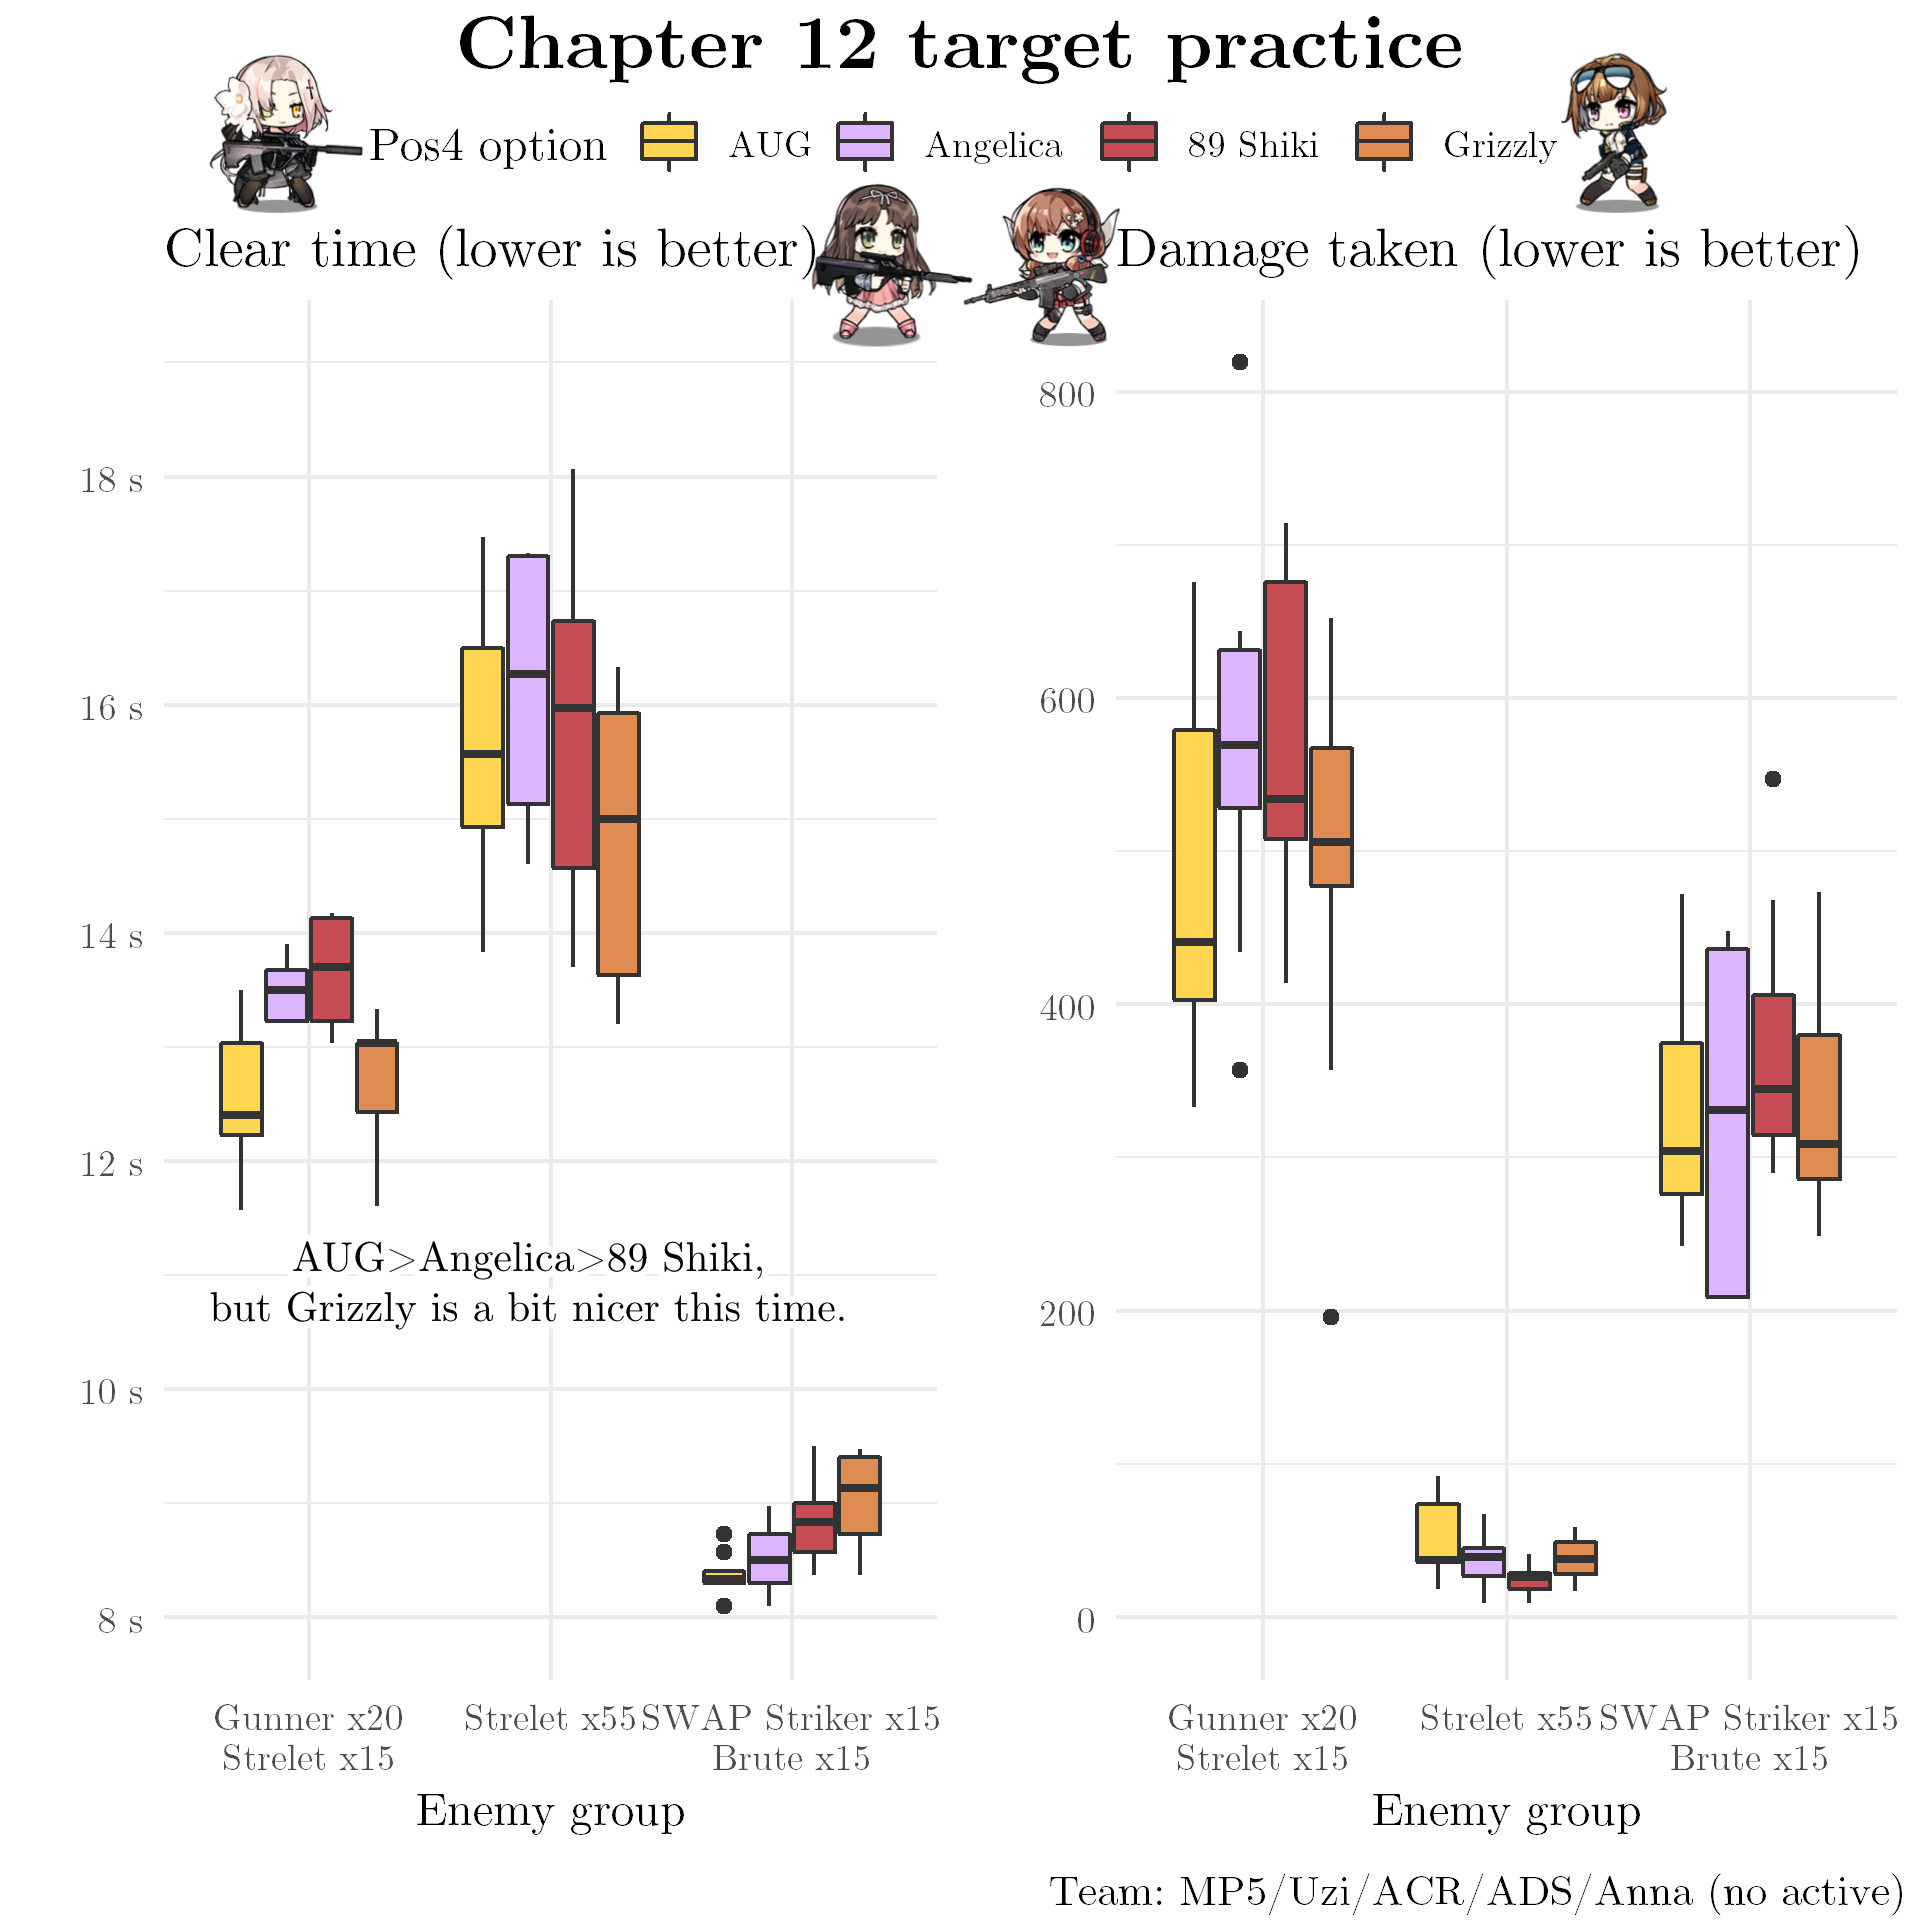 Chapter 12 target practice
Pos4 option AUG Angelica 89 Shiki Grizzly
Clear time (lower is better)
18 s
16 s
14 s
12 s
10 s
8 s
AUG>Angelica>89 Shiki,
but Grizzly is a bit nicer this time.
Gunner x20 Strelet x55 SWAP Striker x15
Strelet x15 Brute x15
Enemy group
Damage taken (lower is better)
800
600
400
200
0
Gunner x20 Strelet x55 SWAP Striker x15
Strelet x15 Brute x15
Enemy group
Team: MP5/Uzi/ACR/ADS/Anna (no active)